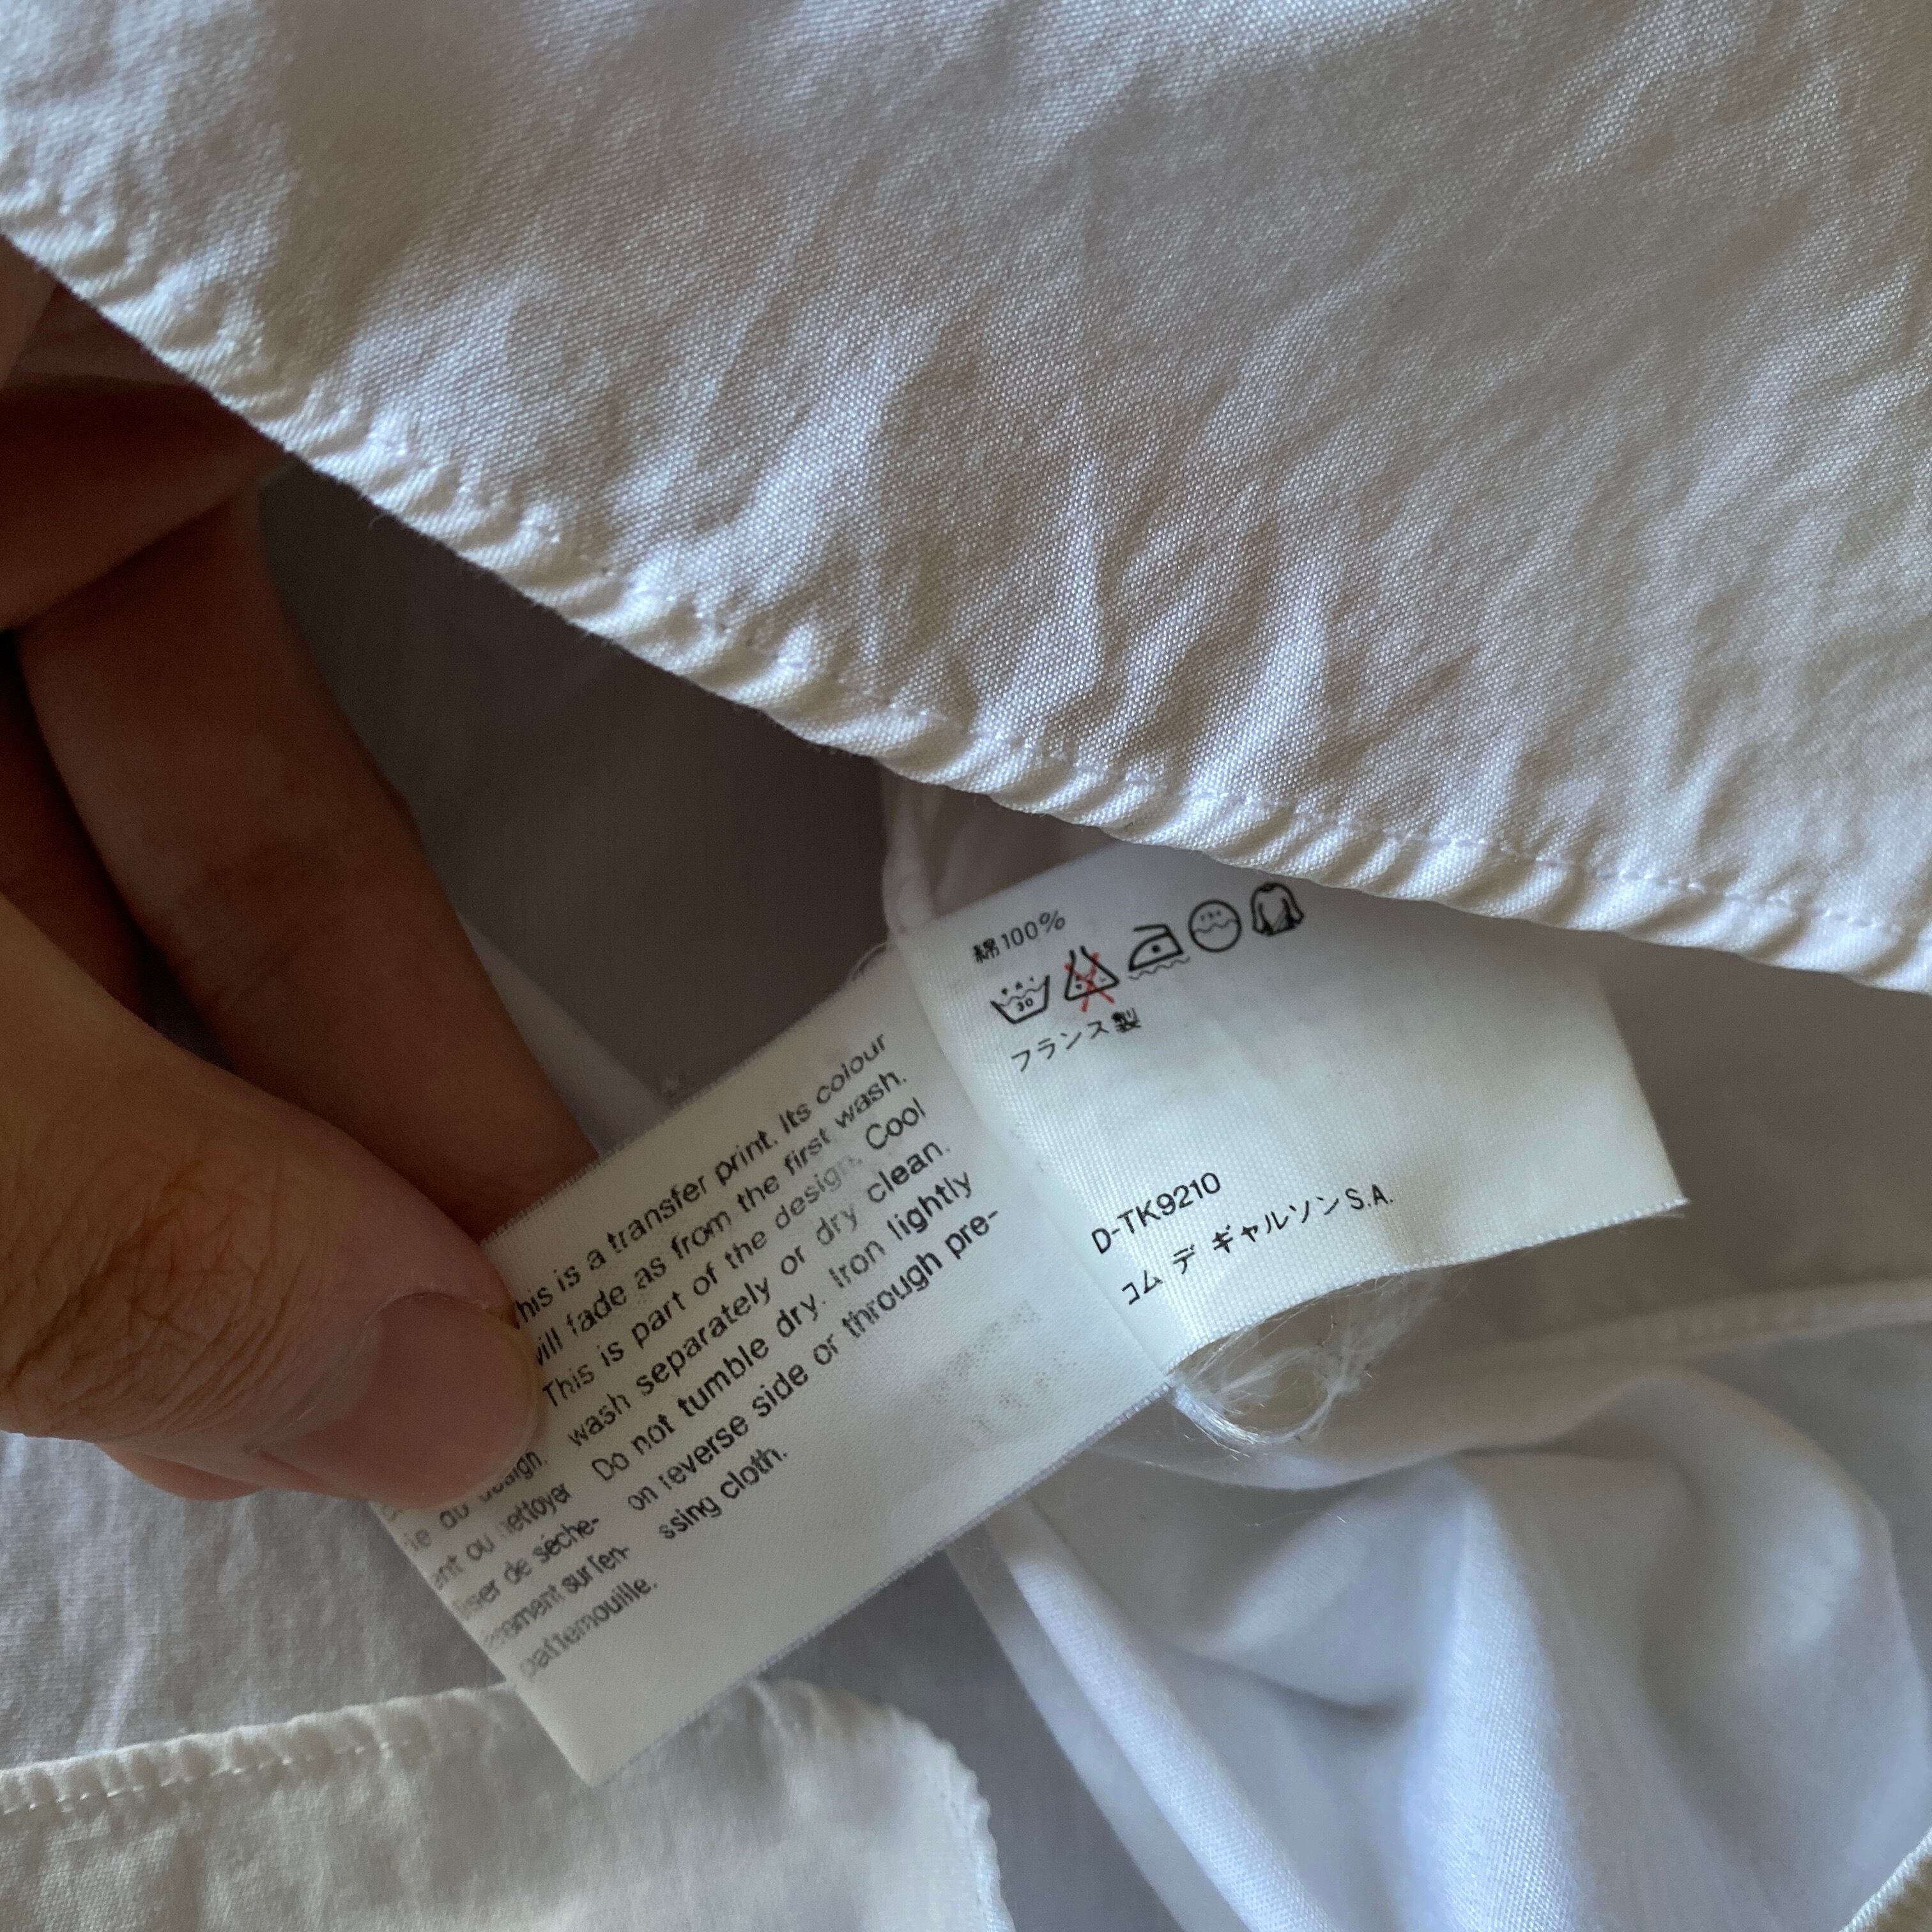 綿100%
30
フランス製
D-TK9210
コム デ ギャルソン S.A.
his is a transfer print. Its colour
will fade as from the first wash.
This is part of the design. Cool
wash separately or dry clean.
Do not tumble dry. Iron lightly
on reverse side or through pre-
ssing cloth.
design.
ou nettoyer
de séche-
sur l'en-
pattemouille.